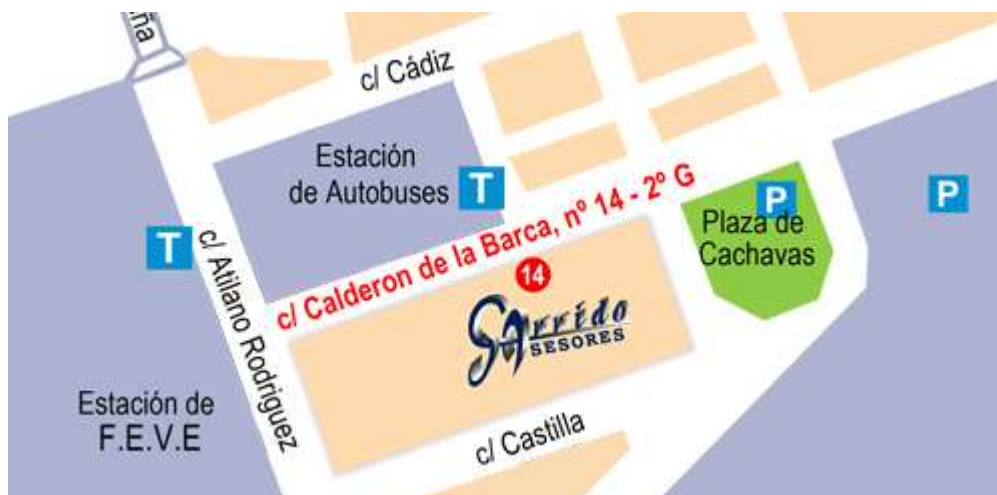 ña
c/ Cádiz
Estación
de Autobuses
T
T
c/ Atilano Rodriguez
c/ Calderon de la Barca, nº 14 - 2º G
14
P
P
Plaza de
Cachavas
GArrido
ASESORES
Estación de
F.E.V.E
c/ Castilla